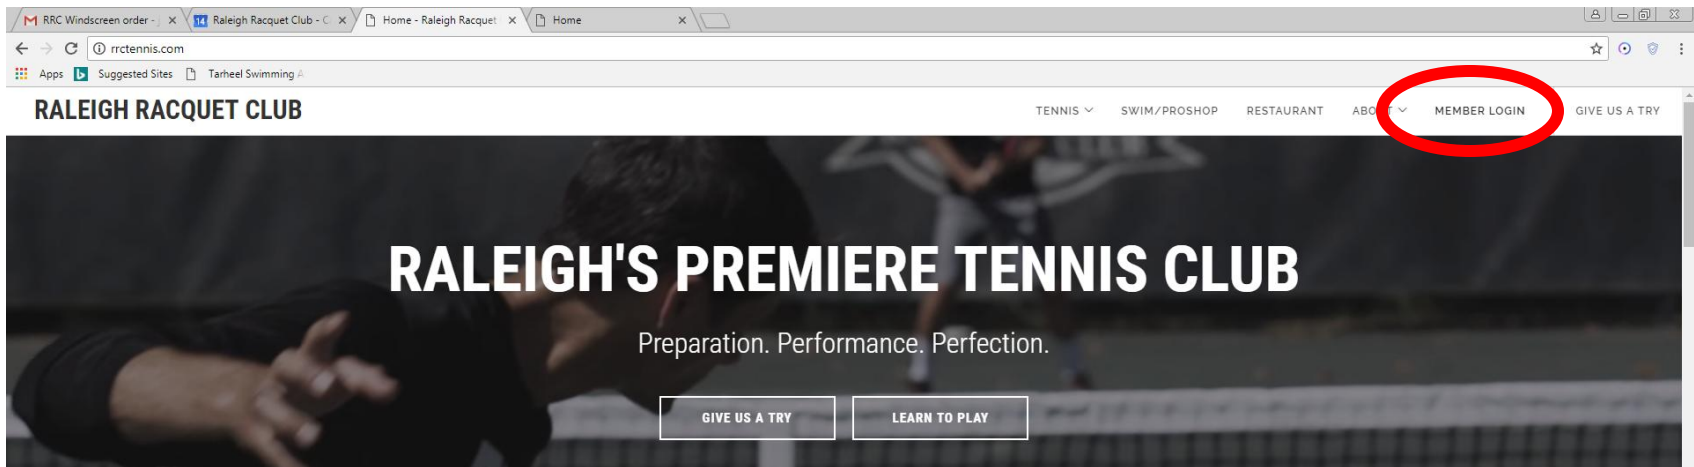 RRC Windscreen order - Raleigh Racquet Club - C Home - Raleigh Racquet Home
rrctennis.com
Apps Suggested Sites Tarheel Swimming A
RALEIGH RACQUET CLUB TENNIS SWIM/PROSHOP RESTAURANT ABOUT MEMBER LOGIN GIVE US A TRY
RALEIGH'S PREMIERE TENNIS CLUB
Preparation. Performance. Perfection.
GIVE US A TRY LEARN TO PLAY